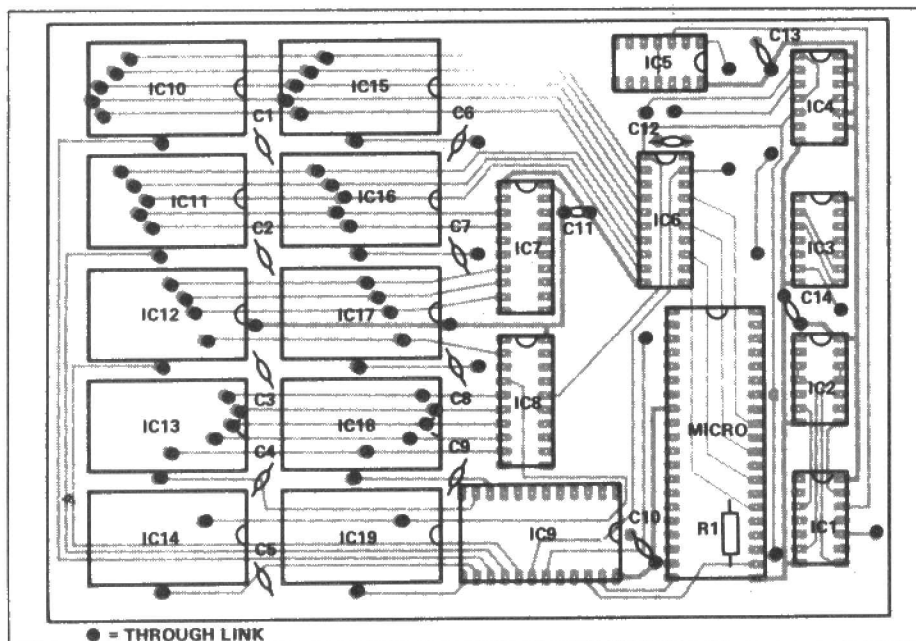 C13
IC5
IC10
IC15
C1
C6
IC4
C12
IC11
IC16
IC6
C2
C7
IC7
C11
IC3
IC12
IC17
C14
C3
C8
IC8
IC2
IC13
IC18
MICRO
C4
C9
IC14
IC19
C5
IC9
C10
R1
IC1
● = THROUGH LINK